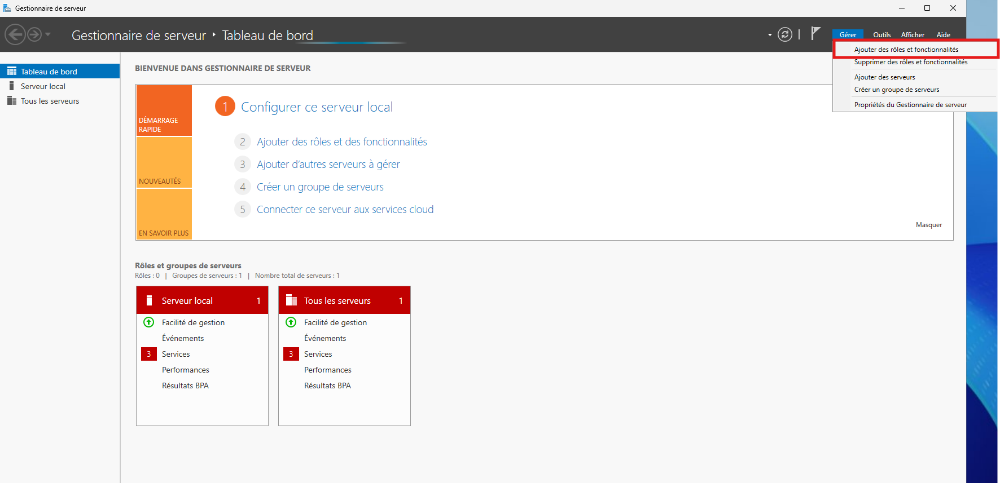 Gestionnaire de serveur
Gestionnaire de serveur ‣ Tableau de bord
Gérer Outils Afficher Aide
Ajouter des rôles et fonctionnalités
Supprimer des rôles et fonctionnalités
Ajouter des serveurs
Créer un groupe de serveurs
Propriétés du Gestionnaire de serveur
Tableau de bord
Serveur local
Tous les serveurs
BIENVENUE DANS GESTIONNAIRE DE SERVEUR
DÉMARRAGE
RAPIDE
NOUVEAUTÉS
EN SAVOIR PLUS
1 Configurer ce serveur local
2 Ajouter des rôles et des fonctionnalités
3 Ajouter d’autres serveurs à gérer
4 Créer un groupe de serveurs
5 Connecter ce serveur aux services cloud
Masquer
Rôles et groupes de serveurs
Rôles : 0 | Groupes de serveurs : 1 | Nombre total de serveurs : 1
Serveur local 1
Facilité de gestion
Événements
3 Services
Performances
Résultats BPA
Tous les serveurs 1
Facilité de gestion
Événements
3 Services
Performances
Résultats BPA